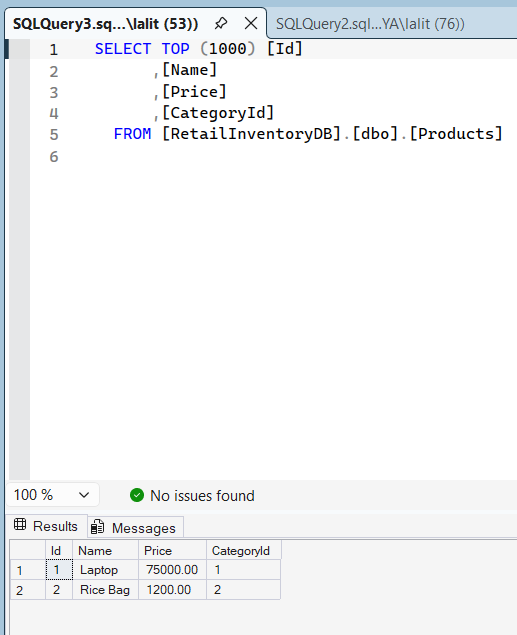 SQLQuery3.sq...\lalit (53)) SQLQuery2.sql...YA\lalit (76))
1 SELECT TOP (1000) [Id]
2 ,[Name]
3 ,[Price]
4 ,[CategoryId]
5 FROM [RetailInventoryDB].[dbo].[Products]
6
100 % No issues found
Results Messages
Id Name Price CategoryId
1 1 Laptop 75000.00 1
2 2 Rice Bag 1200.00 2